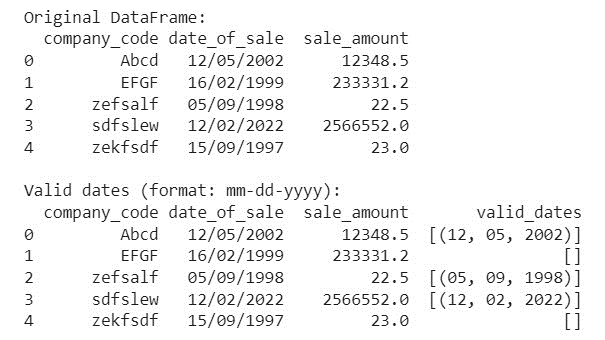 Original DataFrame:
company_code date_of_sale sale_amount
0 Abcd 12/05/2002 12348.5
1 EFGF 16/02/1999 233331.2
2 zefsalf 05/09/1998 22.5
3 sdfslew 12/02/2022 2566552.0
4 zekfsdf 15/09/1997 23.0
Valid dates (format: mm-dd-yyyy):
company_code date_of_sale sale_amount valid_dates
0 Abcd 12/05/2002 12348.5 [(12, 05, 2002)]
1 EFGF 16/02/1999 233331.2 []
2 zefsalf 05/09/1998 22.5 [(05, 09, 1998)]
3 sdfslew 12/02/2022 2566552.0 [(12, 02, 2022)]
4 zekfsdf 15/09/1997 23.0 []